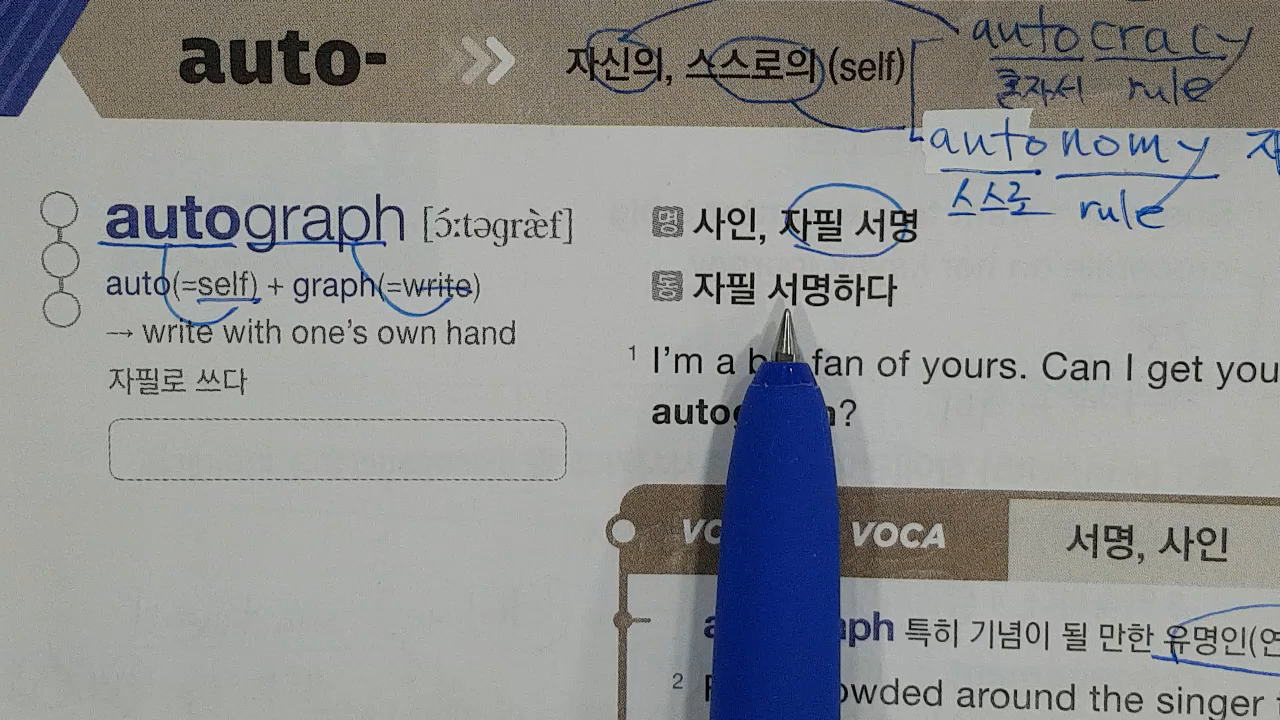 auto- » 자신의, 스스로의 (self)
autocracy
혼자서 rule
autonomy 자
스스로 rule
autograph [ɔ́ːtəgræ̀f]
auto(=self) + graph(=write)
→ write with one's own hand
자필로 쓰다
명 사인, 자필 서명
동 자필 서명하다
1 I'm a fan of yours. Can I get you
VOCA 서명, 사인
특히 기념이 될 만한 유명인(연
2 around the singer